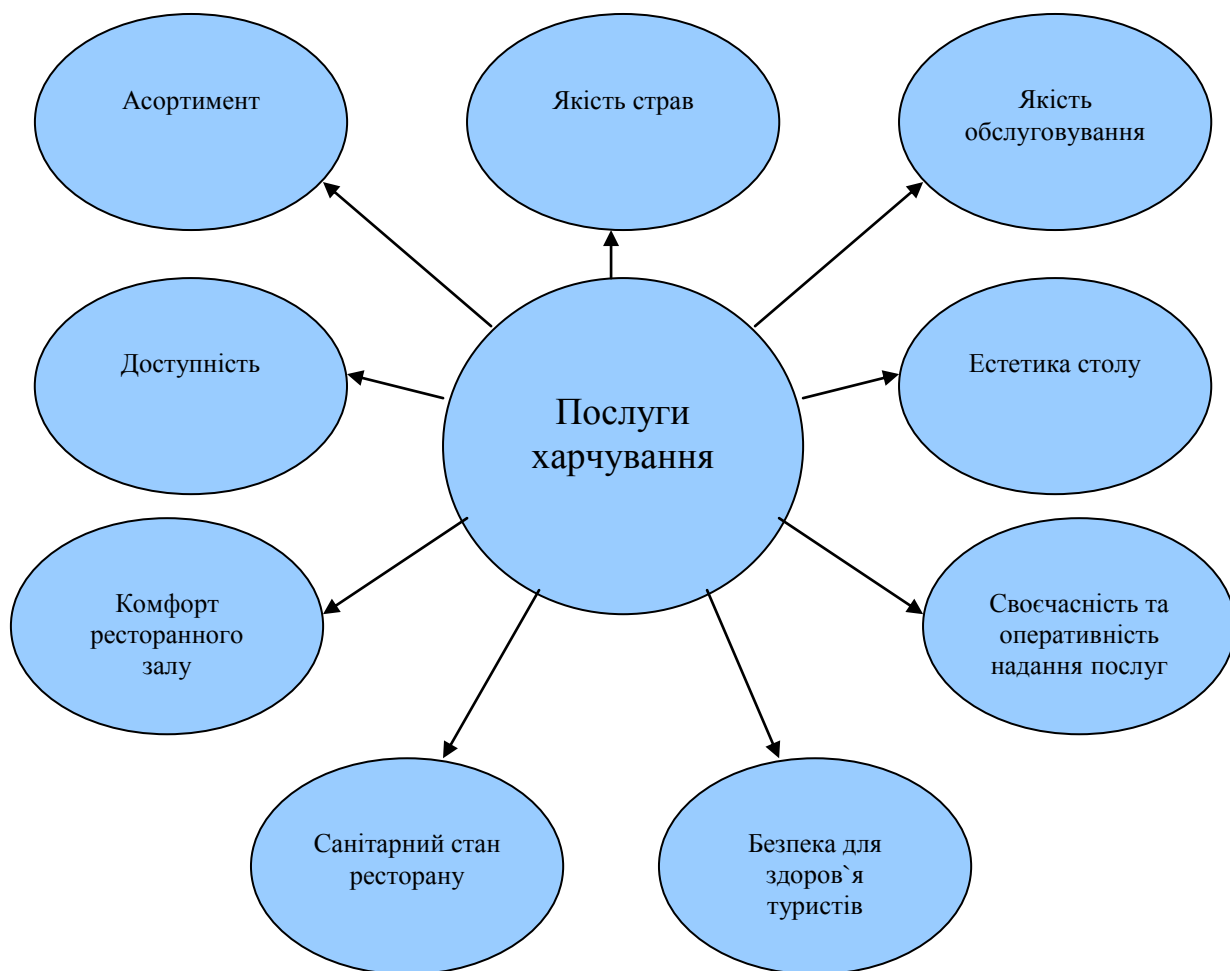 Асортимент
Якість страв
Якість
обслуговування
Доступність
Послуги
харчування
Естетика столу
Комфорт
ресторанного
залу
Своєчасність та
оперативність
надання послуг
Санітарний стан
ресторану
Безпека для
здоров`я
туристів